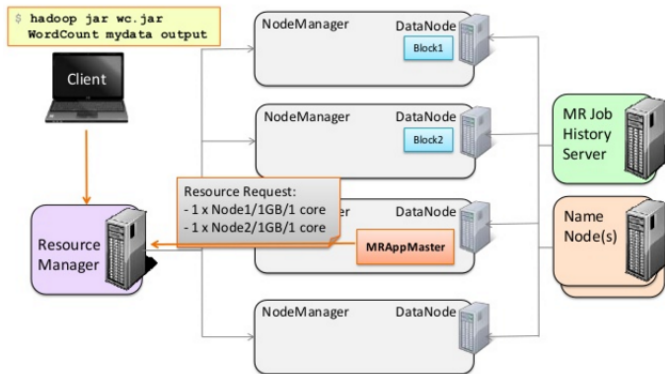 $ hadoop jar wc.jar
WordCount mydata output
Client
Resource
Manager
NodeManager DataNode
Block1
NodeManager DataNode
Block2
Resource Request:
- 1 x Node1/1GB/1 core
- 1 x Node2/1GB/1 core
DataNode
MRAppMaster
NodeManager DataNode
MR Job
History
Server
Name
Node(s)